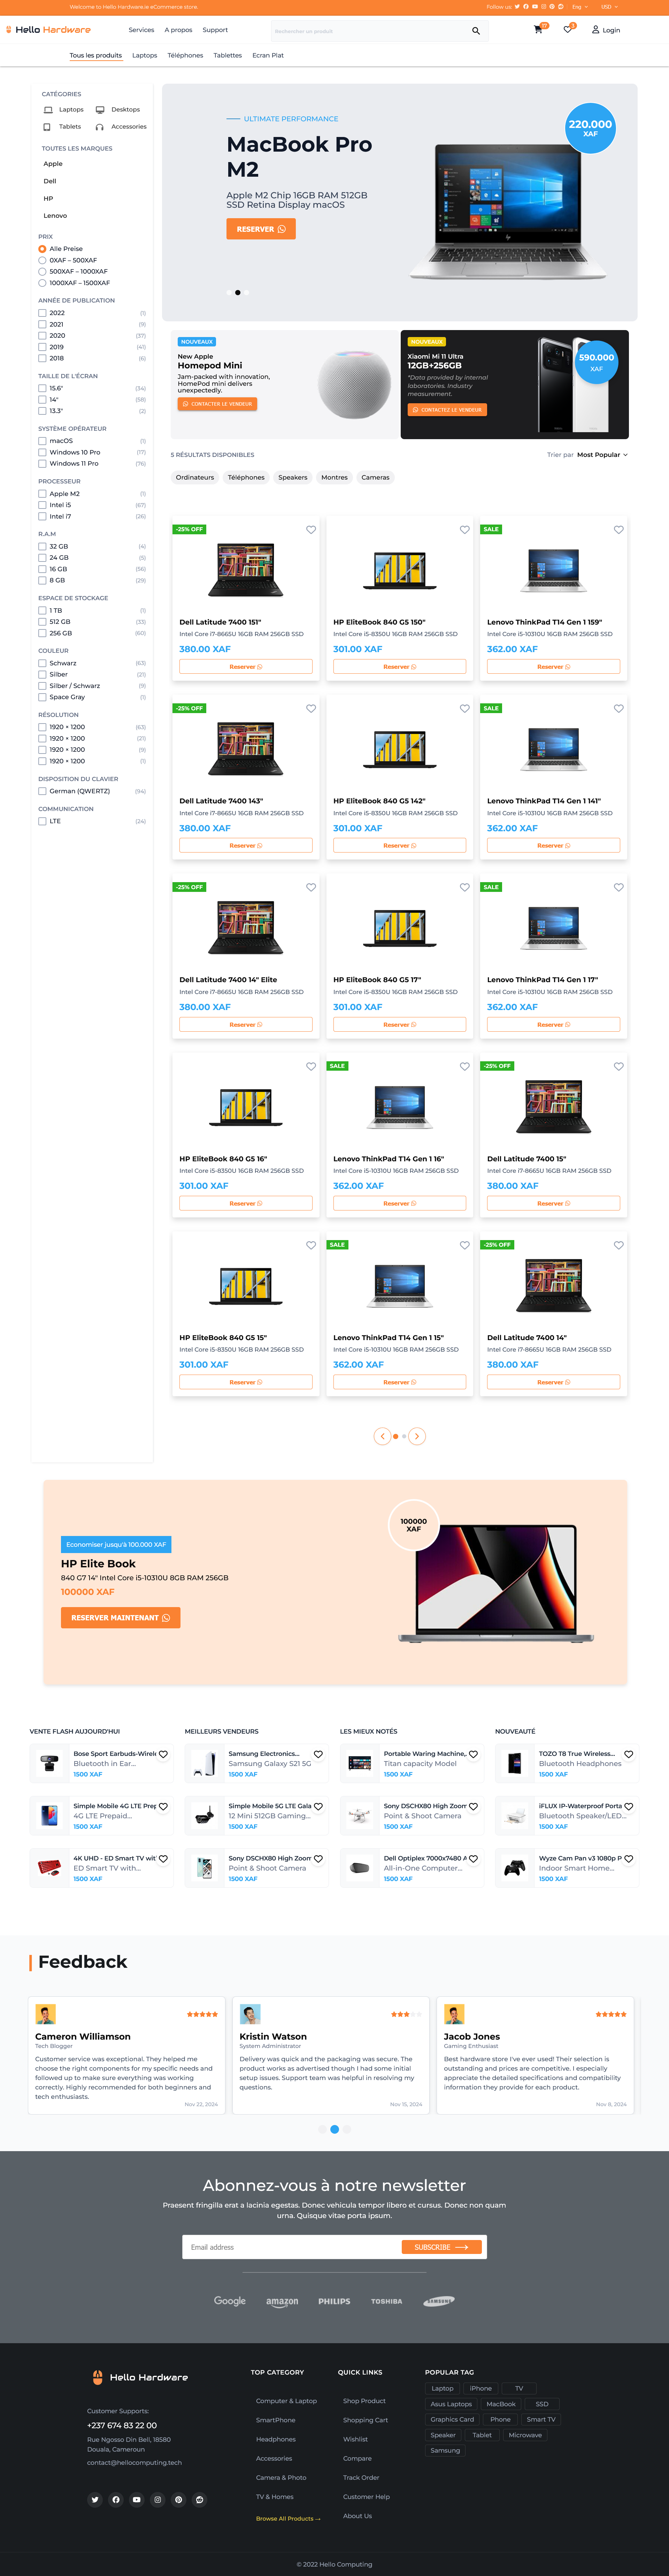 Welcome to Hello Hardware.ie eCommerce store.
Follow us:
Eng
USD
Hello Hardware
Services
A propos
Support
Rechercher un produit
Login
Tous les produits
Laptops
Téléphones
Tablettes
Ecran Plat
CATÉGORIES
Laptops
Desktops
Tablets
Accessories
TOUTES LES MARQUES
Apple
Dell
HP
Lenovo
PRIX
Alle Preise
0XAF – 500XAF
500XAF – 1000XAF
1000XAF – 1500XAF
ANNÉE DE PUBLICATION
2022 (1)
2021 (9)
2020 (37)
2019 (41)
2018 (6)
TAILLE DE L'ÉCRAN
15.6" (34)
14" (58)
13.3" (2)
SYSTÈME OPÉRATEUR
macOS (1)
Windows 10 Pro (17)
Windows 11 Pro (76)
PROCESSEUR
Apple M2 (1)
Intel i5 (67)
Intel i7 (26)
R.A.M
32 GB (4)
24 GB (5)
16 GB (56)
8 GB (29)
ESPACE DE STOCKAGE
1 TB (1)
512 GB (33)
256 GB (60)
COULEUR
Schwarz (63)
Silber (21)
Silber / Schwarz (9)
Space Gray (1)
RÉSOLUTION
1920 × 1200 (63)
1920 × 1200 (21)
1920 × 1200 (9)
1920 × 1200 (1)
DISPOSITION DU CLAVIER
German (QWERTZ) (94)
COMMUNICATION
LTE (24)
ULTIMATE PERFORMANCE
MacBook Pro
M2
Apple M2 Chip 16GB RAM 512GB
SSD Retina Display macOS
RESERVER
220.000
XAF
NOUVEAUX
New Apple
Homepod Mini
Jam-packed with innovation,
HomePod mini delivers
unexpectedly.
CONTACTER LE VENDEUR
NOUVEAUX
Xiaomi Mi 11 Ultra
12GB+256GB
*Data provided by internal
laboratories. Industry
measurement.
CONTACTEZ LE VENDEUR
590.000
XAF
5 RÉSULTATS DISPONIBLES
Trier par Most Popular
Ordinateurs
Téléphones
Speakers
Montres
Cameras
-25% OFF
Dell Latitude 7400 151"
Intel Core i7-8665U 16GB RAM 256GB SSD
380.00 XAF
Reserver
HP EliteBook 840 G5 150"
Intel Core i5-8350U 16GB RAM 256GB SSD
301.00 XAF
Reserver
SALE
Lenovo ThinkPad T14 Gen 1 159"
Intel Core i5-10310U 16GB RAM 256GB SSD
362.00 XAF
Reserver
-25% OFF
Dell Latitude 7400 143"
Intel Core i7-8665U 16GB RAM 256GB SSD
380.00 XAF
Reserver
HP EliteBook 840 G5 142"
Intel Core i5-8350U 16GB RAM 256GB SSD
301.00 XAF
Reserver
SALE
Lenovo ThinkPad T14 Gen 1 141"
Intel Core i5-10310U 16GB RAM 256GB SSD
362.00 XAF
Reserver
-25% OFF
Dell Latitude 7400 14" Elite
Intel Core i7-8665U 16GB RAM 256GB SSD
380.00 XAF
Reserver
HP EliteBook 840 G5 17"
Intel Core i5-8350U 16GB RAM 256GB SSD
301.00 XAF
Reserver
SALE
Lenovo ThinkPad T14 Gen 1 17"
Intel Core i5-10310U 16GB RAM 256GB SSD
362.00 XAF
Reserver
HP EliteBook 840 G5 16"
Intel Core i5-8350U 16GB RAM 256GB SSD
301.00 XAF
Reserver
SALE
Lenovo ThinkPad T14 Gen 1 16"
Intel Core i5-10310U 16GB RAM 256GB SSD
362.00 XAF
Reserver
-25% OFF
Dell Latitude 7400 15"
Intel Core i7-8665U 16GB RAM 256GB SSD
380.00 XAF
Reserver
HP EliteBook 840 G5 15"
Intel Core i5-8350U 16GB RAM 256GB SSD
301.00 XAF
Reserver
SALE
Lenovo ThinkPad T14 Gen 1 15"
Intel Core i5-10310U 16GB RAM 256GB SSD
362.00 XAF
Reserver
-25% OFF
Dell Latitude 7400 14"
Intel Core i7-8665U 16GB RAM 256GB SSD
380.00 XAF
Reserver
Economiser jusqu'à 100.000 XAF
HP Elite Book
840 G7 14" Intel Core i5-10310U 8GB RAM 256GB
100000 XAF
RESERVER MAINTENANT
100000
XAF
VENTE FLASH AUJOURD'HUI
Bose Sport Earbuds-Wirele
Bluetooth in Ear...
1500 XAF
Simple Mobile 4G LTE Prep
4G LTE Prepaid...
1500 XAF
4K UHD - ED Smart TV wit
ED Smart TV with...
1500 XAF
MEILLEURS VENDEURS
Samsung Electronics...
Samsung Galaxy S21 5G
1500 XAF
Simple Mobile 5G LTE Gala
12 Mini 512GB Gaming...
1500 XAF
Sony DSCHX80 High Zoom
Point & Shoot Camera
1500 XAF
LES MIEUX NOTÉS
Portable Waring Machine,
Titan capacity Model
1500 XAF
Sony DSCHX80 High Zoom
Point & Shoot Camera
1500 XAF
Dell Optiplex 7000x7480 A
All-in-One Computer...
1500 XAF
NOUVEAUTÉ
TOZO T8 True Wireless...
Bluetooth Headphones
1500 XAF
iFLUX IP-Waterproof Porta
Bluetooth Speaker/LED...
1500 XAF
Wyze Cam Pan v3 1080p P
Indoor Smart Home...
1500 XAF
Feedback
Cameron Williamson
Tech Blogger
Customer service was exceptional. They helped me
choose the right components for my specific needs and
followed up to make sure everything was working
correctly. Highly recommended for both beginners and
tech enthusiasts.
Nov 22, 2024
Kristin Watson
System Administrator
Delivery was quick and the packaging was secure. The
product works as advertised though I had some initial
setup issues. Support team was helpful in resolving my
questions.
Nov 15, 2024
Jacob Jones
Gaming Enthusiast
Best hardware store I've ever used! Their selection is
outstanding and prices are competitive. I especially
appreciate the detailed specifications and compatibility
information they provide for each product.
Nov 8, 2024
Abonnez-vous à notre newsletter
Praesent fringilla erat a lacinia egestas. Donec vehicula tempor libero et cursus. Donec non quam
urna. Quisque vitae porta ipsum.
Email address
SUBSCRIBE
Google
amazon
PHILIPS
TOSHIBA
SAMSUNG
Hello Hardware
Customer Supports:
+237 674 83 22 00
Rue Ngosso Din Bell, 18580
Douala, Cameroun
contact@hellocomputing.tech
TOP CATEGORY
Computer & Laptop
SmartPhone
Headphones
Accessories
Camera & Photo
TV & Homes
Browse All Products →
QUICK LINKS
Shop Product
Shopping Cart
Wishlist
Compare
Track Order
Customer Help
About Us
POPULAR TAG
Laptop
iPhone
TV
Asus Laptops
MacBook
SSD
Graphics Card
Phone
Smart TV
Speaker
Tablet
Microwave
Samsung
© 2022 Hello Computing